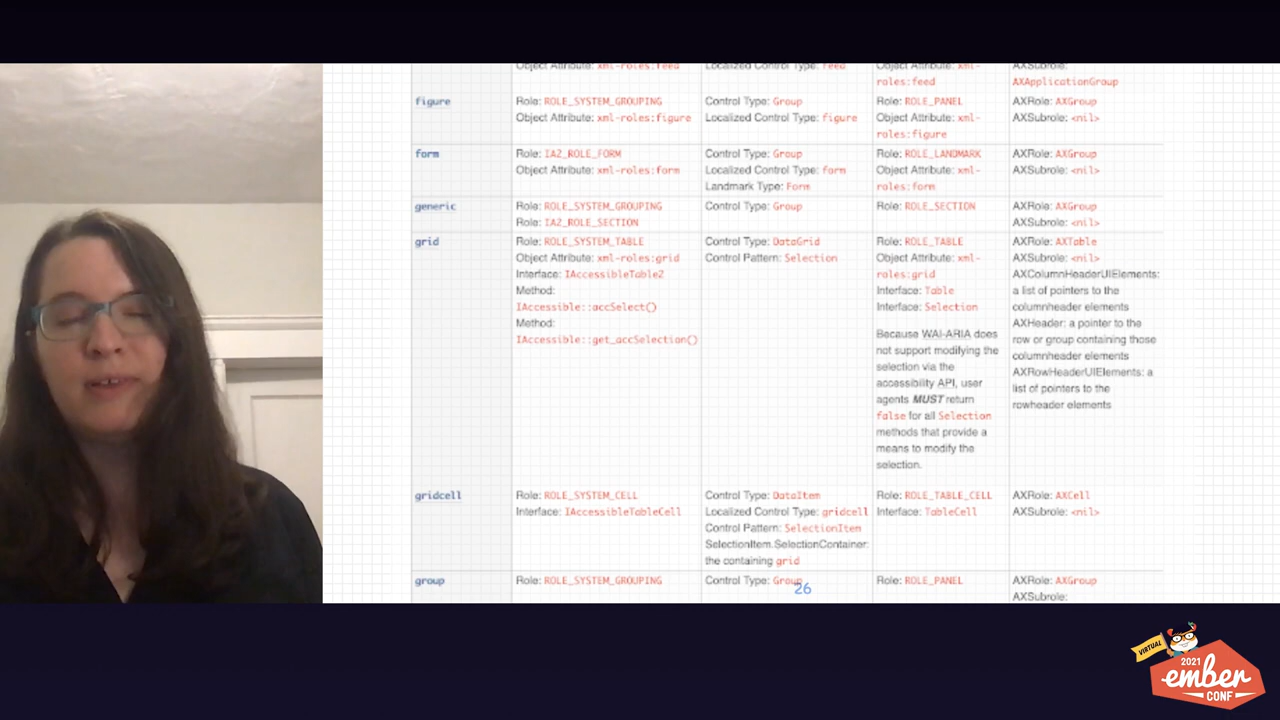 Object Attribute: xml-roles:feed
Localized Control Type: feed
Object Attribute: xml-
roles:feed
AXSubrole:
AXApplicationGroup
figure
Role: ROLE_SYSTEM_GROUPING
Object Attribute: xml-roles:figure
Control Type: Group
Localized Control Type: figure
Role: ROLE_PANEL
Object Attribute: xml-
roles:figure
AXRole: AXGroup
AXSubrole: <nil>
form
Role: IA2_ROLE_FORM
Object Attribute: xml-roles:form
Control Type: Group
Localized Control Type: form
Landmark Type: Form
Role: ROLE_LANDMARK
Object Attribute: xml-
roles:form
AXRole: AXGroup
AXSubrole: <nil>
generic
Role: ROLE_SYSTEM_GROUPING
Role: IA2_ROLE_SECTION
Control Type: Group
Role: ROLE_SECTION
AXRole: AXGroup
AXSubrole: <nil>
grid
Role: ROLE_SYSTEM_TABLE
Object Attribute: xml-roles:grid
Interface: IAccessibleTable2
Method:
IAccessible::accSelect()
Method:
IAccessible::get_accSelection()
Control Type: DataGrid
Control Pattern: Selection
Role: ROLE_TABLE
Object Attribute: xml-
roles:grid
Interface: Table
Interface: Selection
Because WAI-ARIA does
not support modifying the
selection via the
accessibility API, user
agents MUST return
false for all Selection
methods that provide a
means to modify the
selection.
AXRole: AXTable
AXSubrole: <nil>
AXColumnHeaderUIElements:
a list of pointers to the
columnheader elements
AXHeader: a pointer to the
row or group containing those
columnheader elements
AXRowHeaderUIElements: a
list of pointers to the
rowheader elements
gridcell
Role: ROLE_SYSTEM_CELL
Interface: IAccessibleTableCell
Control Type: DataItem
Localized Control Type: gridcell
Control Pattern: SelectionItem
SelectionItem.SelectionContainer:
the containing grid
Role: ROLE_TABLE_CELL
Interface: TableCell
AXRole: AXCell
AXSubrole: <nil>
group
Role: ROLE_SYSTEM_GROUPING
Control Type: Group
Role: ROLE_PANEL
AXRole: AXGroup
AXSubrole:
26
VIRTUAL
2021
ember
CONF